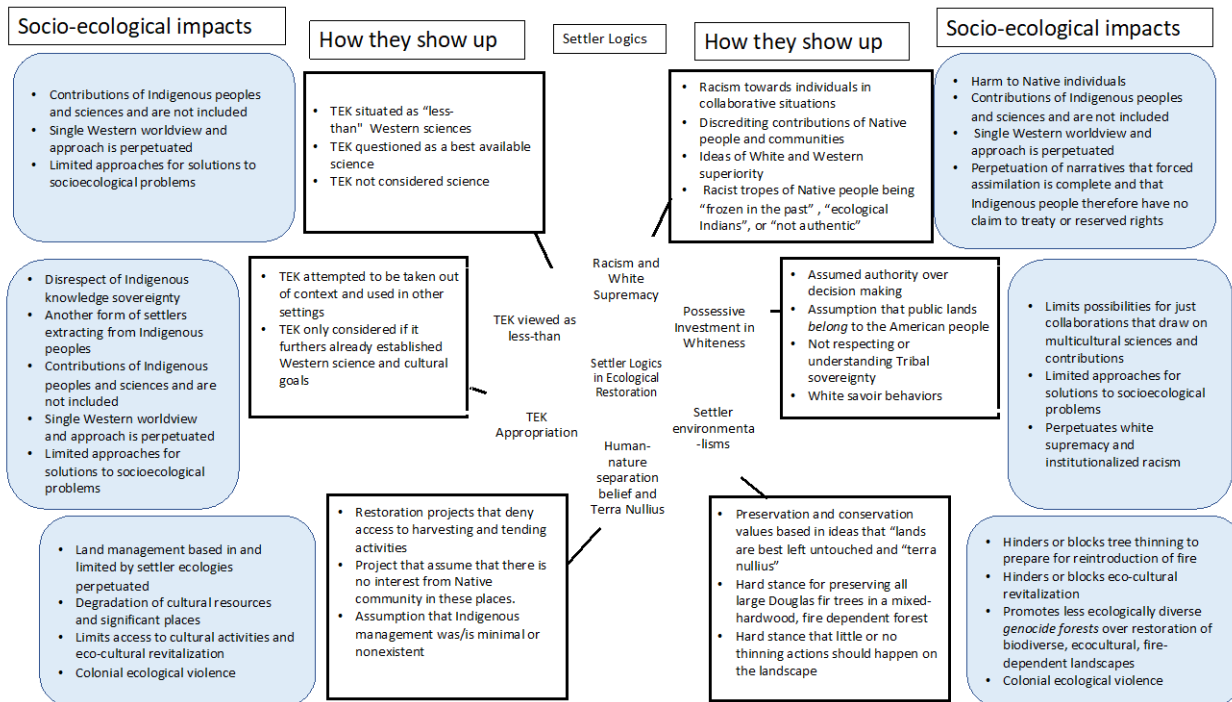 Socio-ecological impacts
How they show up
Settler Logics
How they show up
Socio-ecological impacts
• Contributions of Indigenous peoples
and sciences and are not included
• Single Western worldview and
approach is perpetuated
• Limited approaches for solutions to
socioecological problems
• TEK situated as “less-
than" Western sciences
• TEK questioned as a best available
science
• TEK not considered science
• Racism towards individuals in
collaborative situations
• Discrediting contributions of Native
people and communities
• Ideas of White and Western
superiority
• Racist tropes of Native people being
“frozen in the past” , “ecological
Indians”, or “not authentic”
• Harm to Native individuals
• Contributions of Indigenous peoples
and sciences and are not included
• Single Western worldview and
approach is perpetuated
• Perpetuation of narratives that forced
assimilation is complete and that
Indigenous people therefore have no
claim to treaty or reserved rights
• Disrespect of Indigenous
knowledge sovereignty
• Another form of settlers
extracting from Indigenous
peoples
• Contributions of Indigenous
peoples and sciences and are
not included
• Single Western worldview
and approach is perpetuated
• Limited approaches for
solutions to socioecological
problems
• TEK attempted to be taken out
of context and used in other
settings
• TEK only considered if it
furthers already established
Western science and cultural
goals
TEK viewed as
less-than
Racism and
White
Supremacy
Possessive
Investment in
Whiteness
Settler Logics
in Ecological
Restoration
TEK
Appropriation
Human-
nature
separation
belief and
Terra Nullius
Settler
environmenta
-lisms
• Assumed authority over
decision making
• Assumption that public lands
belong to the American people
• Not respecting or
understanding Tribal
sovereignty
• White savoir behaviors
• Limits possibilities for just
collaborations that draw on
multicultural sciences and
contributions
• Limited approaches for
solutions to socioecological
problems
• Perpetuates white
supremacy and
institutionalized racism
• Land management based in and
limited by settler ecologies
perpetuated
• Degradation of cultural resources
and significant places
• Limits access to cultural activities and
eco-cultural revitalization
• Colonial ecological violence
• Restoration projects that deny
access to harvesting and tending
activities
• Project that assume that there is
no interest from Native
community in these places.
• Assumption that Indigenous
management was/is minimal or
nonexistent
• Preservation and conservation
values based in ideas that “lands
are best left untouched and “terra
nullius”
• Hard stance for preserving all
large Douglas fir trees in a mixed-
hardwood, fire dependent forest
• Hard stance that little or no
thinning actions should happen on
the landscape
• Hinders or blocks tree thinning to
prepare for reintroduction of fire
• Hinders or blocks eco-cultural
revitalization
• Promotes less ecologically diverse
genocide forests over restoration of
biodiverse, ecocultural, fire-
dependent landscapes
• Colonial ecological violence